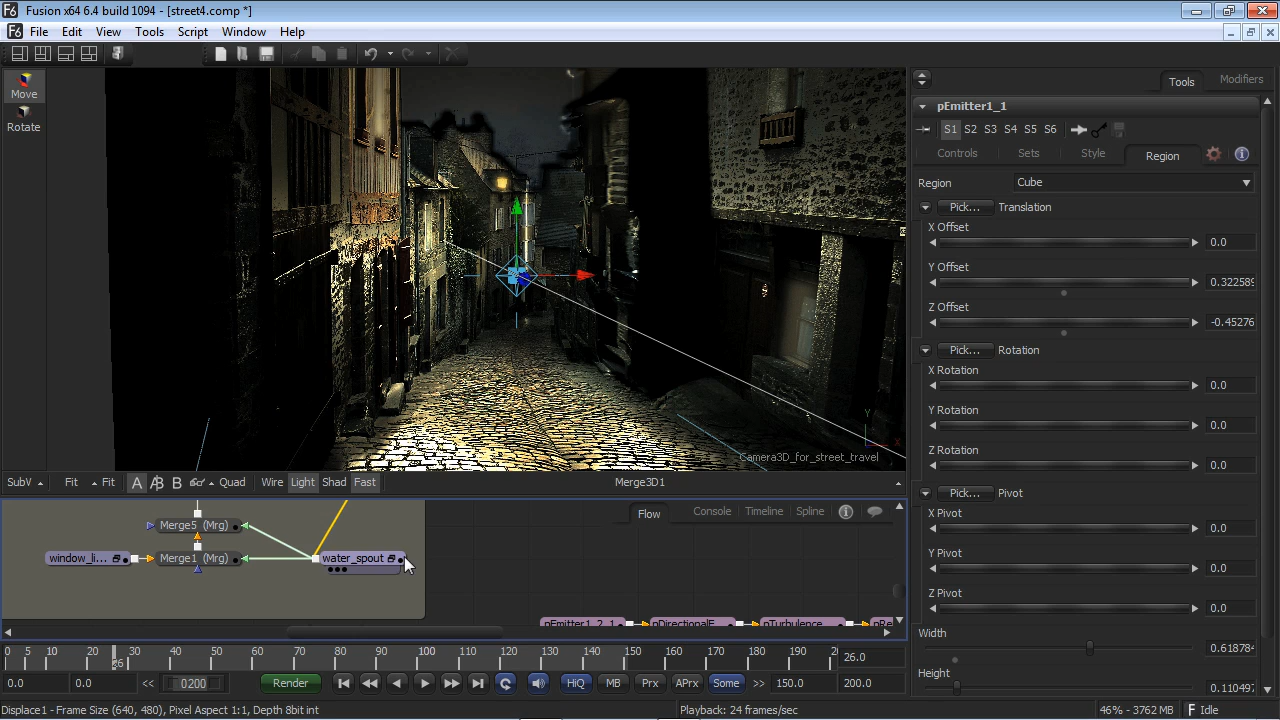 Fusion x64 6.4 build 1094 - [street4.comp *]
File Edit View Tools Script Window Help
Move
Rotate
Camera3D_for_street_travel
Y
X
SubV Fit Fit A B Quad Wire Light Shad Fast Merge3D1
Flow Console Timeline Spline
Merge5 (Mrg)
window_li... Merge1 (Mrg) water_spout
pEmitter1_2_1 pDirectionalF... pTurbulence... pRe
0 5 10 20 26 30 40 50 60 70 80 90 100 110 120 130 140 150 160 170 180 190 26.0
0.0 0.0 << 0200 Render HiQ MB Prx APrx Some >> 150.0 200.0
Displace1 - Frame Size (640, 480), Pixel Aspect 1:1, Depth 8bit int Playback: 24 frames/sec 46% - 3762 MB Idle
Tools Modifiers
pEmitter1_1
S1 S2 S3 S4 S5 S6
Controls Sets Style Region
Region Cube
Pick... Translation
X Offset
0.0
Y Offset
0.322589
Z Offset
-0.45276
Pick... Rotation
X Rotation
0.0
Y Rotation
0.0
Z Rotation
0.0
Pick... Pivot
X Pivot
0.0
Y Pivot
0.0
Z Pivot
0.0
Width
0.618784
Height
0.110497